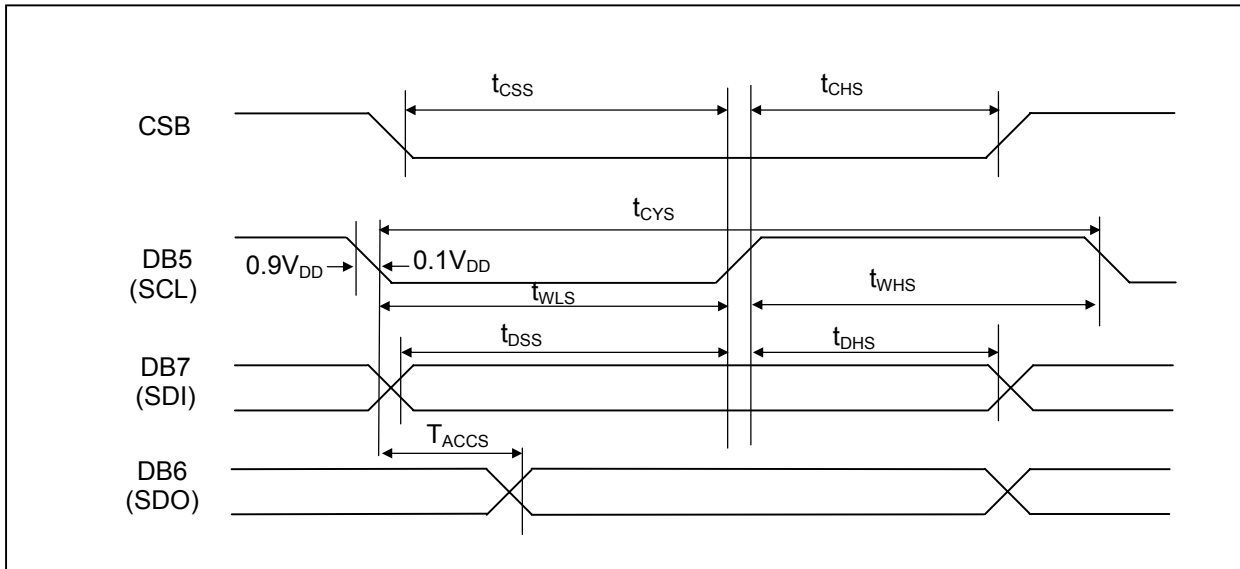 tCSS
tCHS
CSB
tCYS
DB5
(SCL)
0.9VDD
0.1VDD
tWLS
tWHS
tDSS
tDHS
DB7
(SDI)
TACCS
DB6
(SDO)